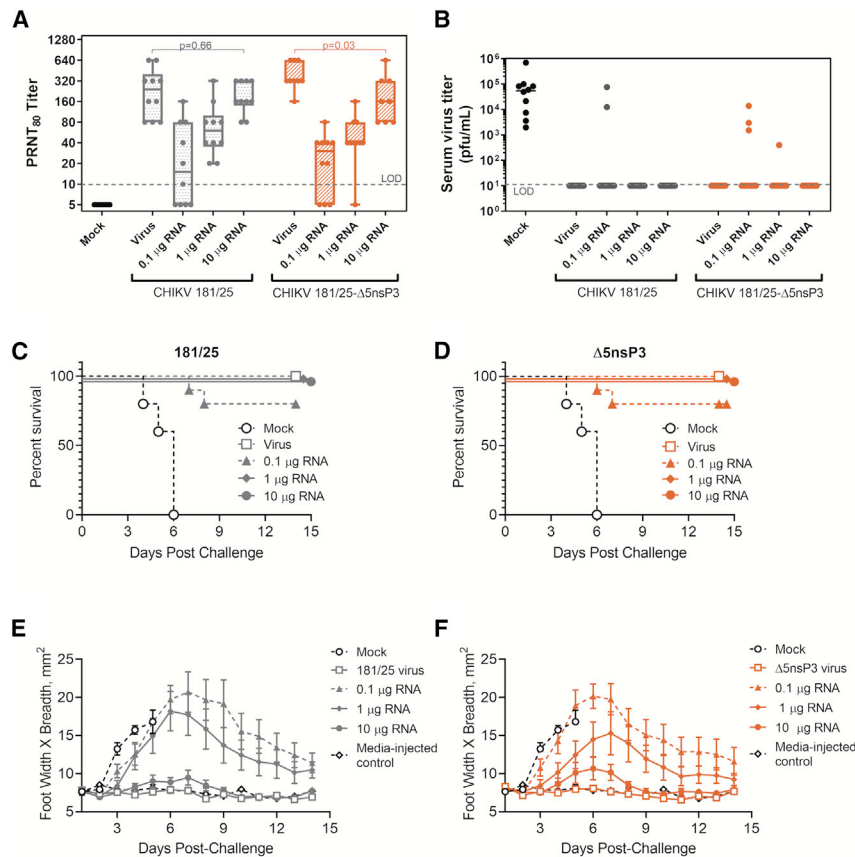 A
PRNT80 Titer
1280
640
320
160
80
40
20
10
5
p=0.66
p=0.03
LOD
Mock
Virus
0.1 µg RNA
1 µg RNA
10 µg RNA
Virus
0.1 µg RNA
1 µg RNA
10 µg RNA
CHIKV 181/25
CHIKV 181/25-Δ5nsP3
B
Serum virus titer
(pfu/mL)
10^6
10^5
10^4
10^3
10^2
10^1
10^0
LOD
Mock
Virus
0.1 µg RNA
1 µg RNA
10 µg RNA
Virus
0.1 µg RNA
1 µg RNA
10 µg RNA
CHIKV 181/25
CHIKV 181/25-Δ5nsP3
C
181/25
Percent survival
100
50
0
0 3 6 9 12 15
Days Post Challenge
Mock
Virus
0.1 µg RNA
1 µg RNA
10 µg RNA
D
Δ5nsP3
Percent survival
100
50
0
0 3 6 9 12 15
Days Post Challenge
Mock
Virus
0.1 µg RNA
1 µg RNA
10 µg RNA
E
Foot Width X Breadth, mm²
25
20
15
10
5
3 6 9 12 15
Days Post-Challenge
Mock
181/25 virus
0.1 µg RNA
1 µg RNA
10 µg RNA
Media-injected
control
F
Foot Width X Breadth, mm²
25
20
15
10
5
3 6 9 12 15
Days Post-Challenge
Mock
Δ5nsP3 virus
0.1 µg RNA
1 µg RNA
10 µg RNA
Media-injected
control